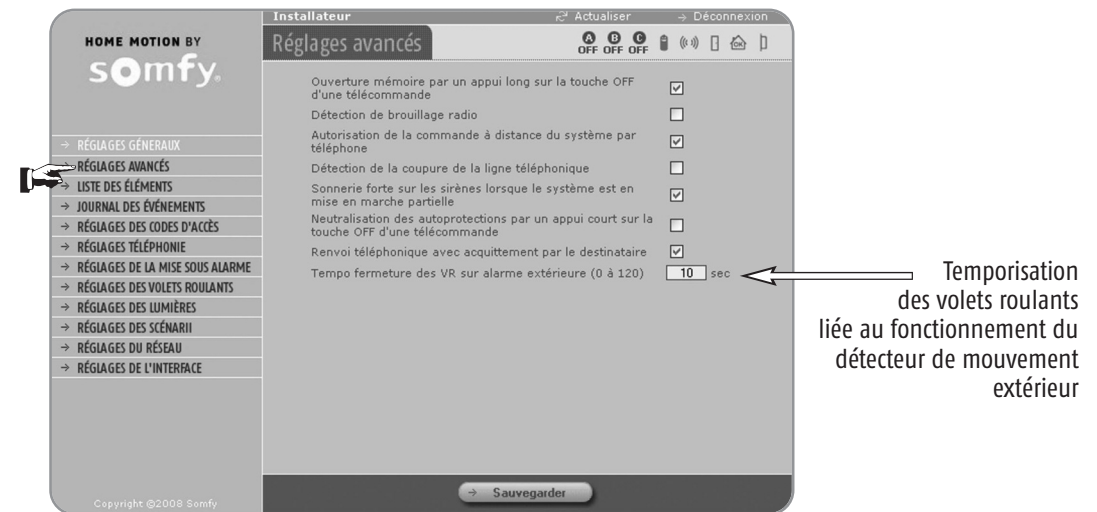 Installateur
Actualiser
→ Déconnexion
HOME MOTION BY
somfy®
Réglages avancés
A B C
OFF OFF OFF
OK
→ RÉGLAGES GÉNERAUX
→ RÉGLAGES AVANCÉS
→ LISTE DES ÉLÉMENTS
→ JOURNAL DES ÉVÉNEMENTS
→ RÉGLAGES DES CODES D'ACCÈS
→ RÉGLAGES TÉLÉPHONIE
→ RÉGLAGES DE LA MISE SOUS ALARME
→ RÉGLAGES DES VOLETS ROULANTS
→ RÉGLAGES DES LUMIÈRES
→ RÉGLAGES DES SCÉNARII
→ RÉGLAGES DU RÉSEAU
→ RÉGLAGES DE L'INTERFACE
Copyright ©2008 Somfy
Ouverture mémoire par un appui long sur la touche OFF
d'une télécommande
Détection de brouillage radio
Autorisation de la commande à distance du système par
téléphone
Détection de la coupure de la ligne téléphonique
Sonnerie forte sur les sirènes lorsque le système est en
mise en marche partielle
Neutralisation des autoprotections par un appui court sur la
touche OFF d'une télécommande
Renvoi téléphonique avec acquittement par le destinataire
Tempo fermeture des VR sur alarme extérieure (0 à 120) 10 sec
→ Sauvegarder
Temporisation
des volets roulants
liée au fonctionnement du
détecteur de mouvement
extérieur